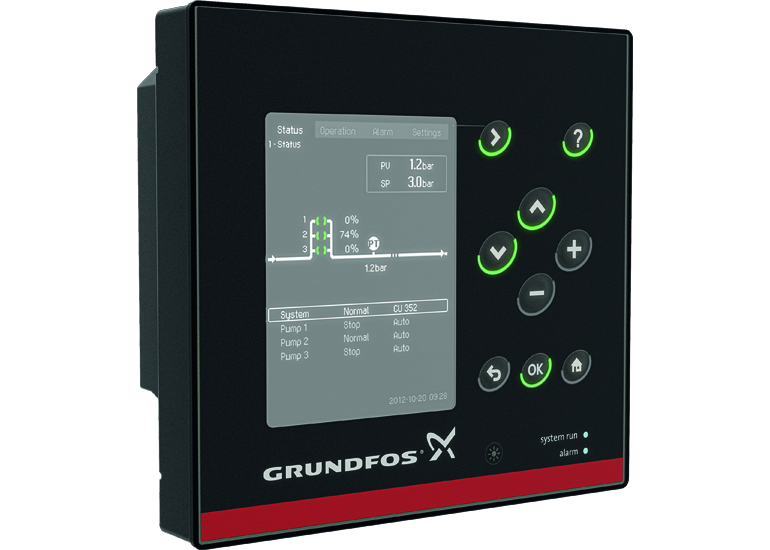 Status Operation Alarm Settings
1 - Status
PV 1.2bar
SP 3.0bar
1 0%
2 74%
3 0%
PT
1.2bar
System Normal CU 352
Pump 1 Stop Auto
Pump 2 Normal Auto
Pump 3 Stop Auto
2012-10-20 09:28
?
OK
system run
alarm
GRUNDFOS